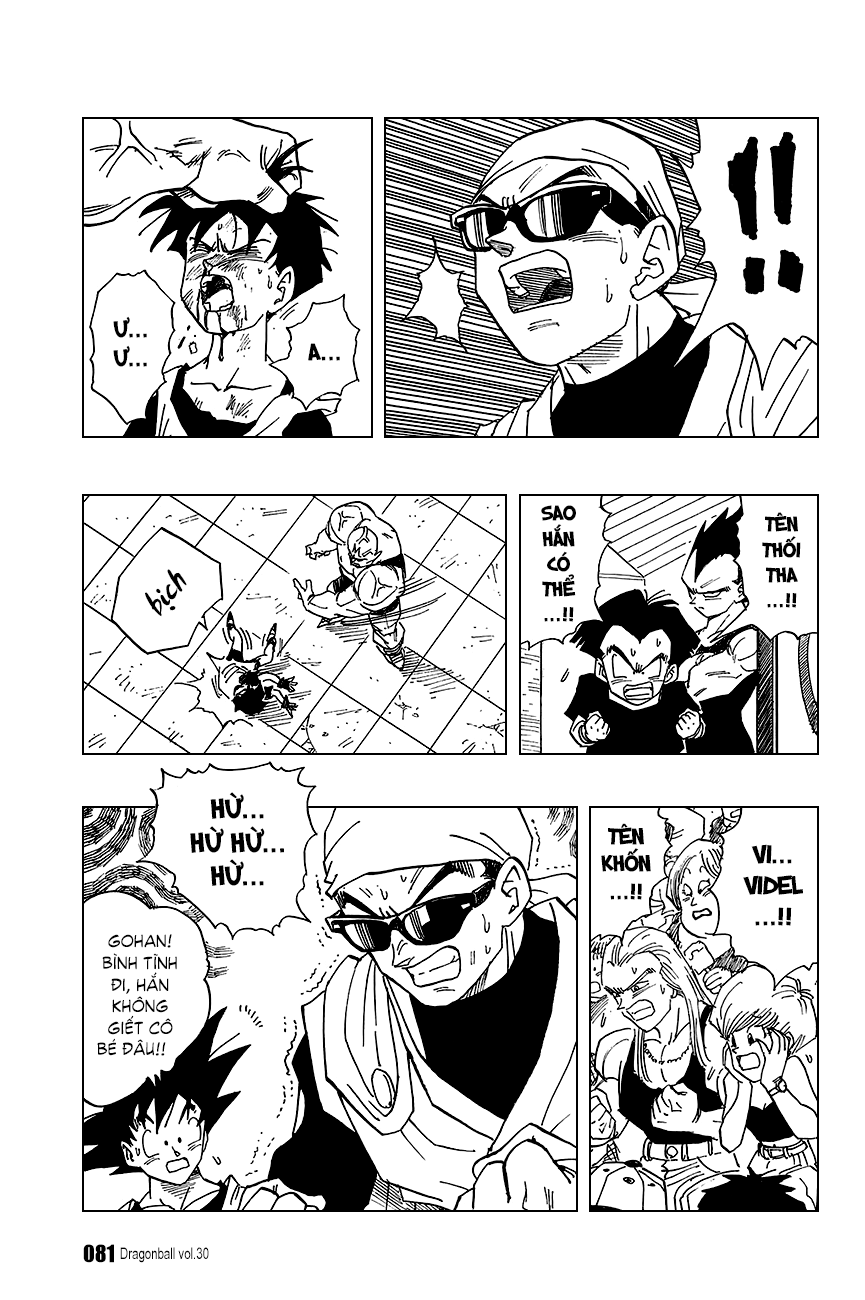 !!
A...
Ư...
Ư...
TÊN
THỐI
THA
...!!
SAO
HẮN
CÓ
THỂ
...!!
bịch
VI...
VIDEL
...!!
TÊN
KHỐN
...!!
HỪ...
HỪ HỪ...
HỪ...
GOHAN!
BÌNH TĨNH
ĐI, HẮN
KHÔNG
GIẾT CÔ
BÉ ĐÂU!!
081 Dragonball vol.30